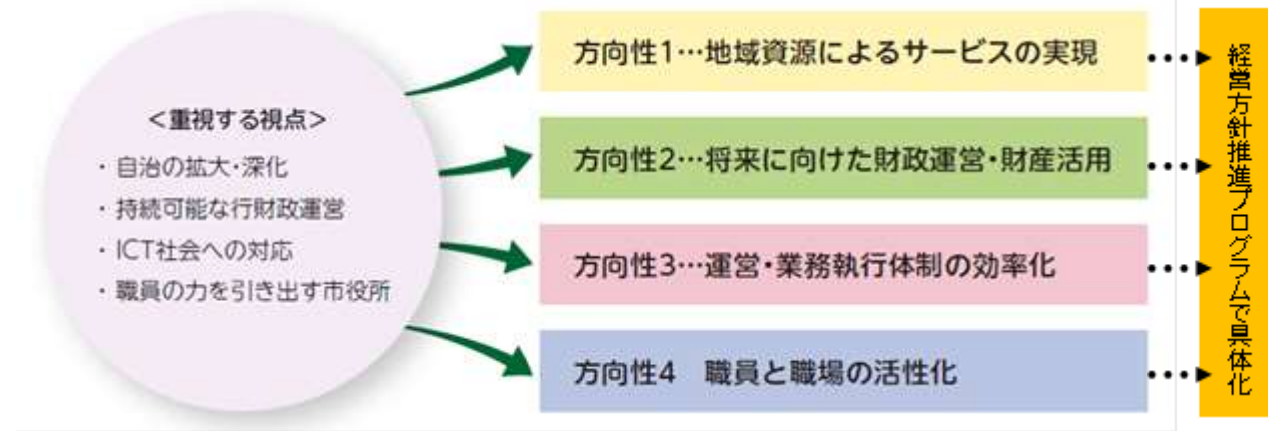 <重視する視点>
・自治の拡大・深化
・持続可能な行財政運営
・ICT社会への対応
・職員の力を引き出す市役所
方向性1…地域資源によるサービスの実現
方向性2…将来に向けた財政運営・財産活用
方向性3…運営・業務執行体制の効率化
方向性4　職員と職場の活性化
経営方針推進プログラムで具体化